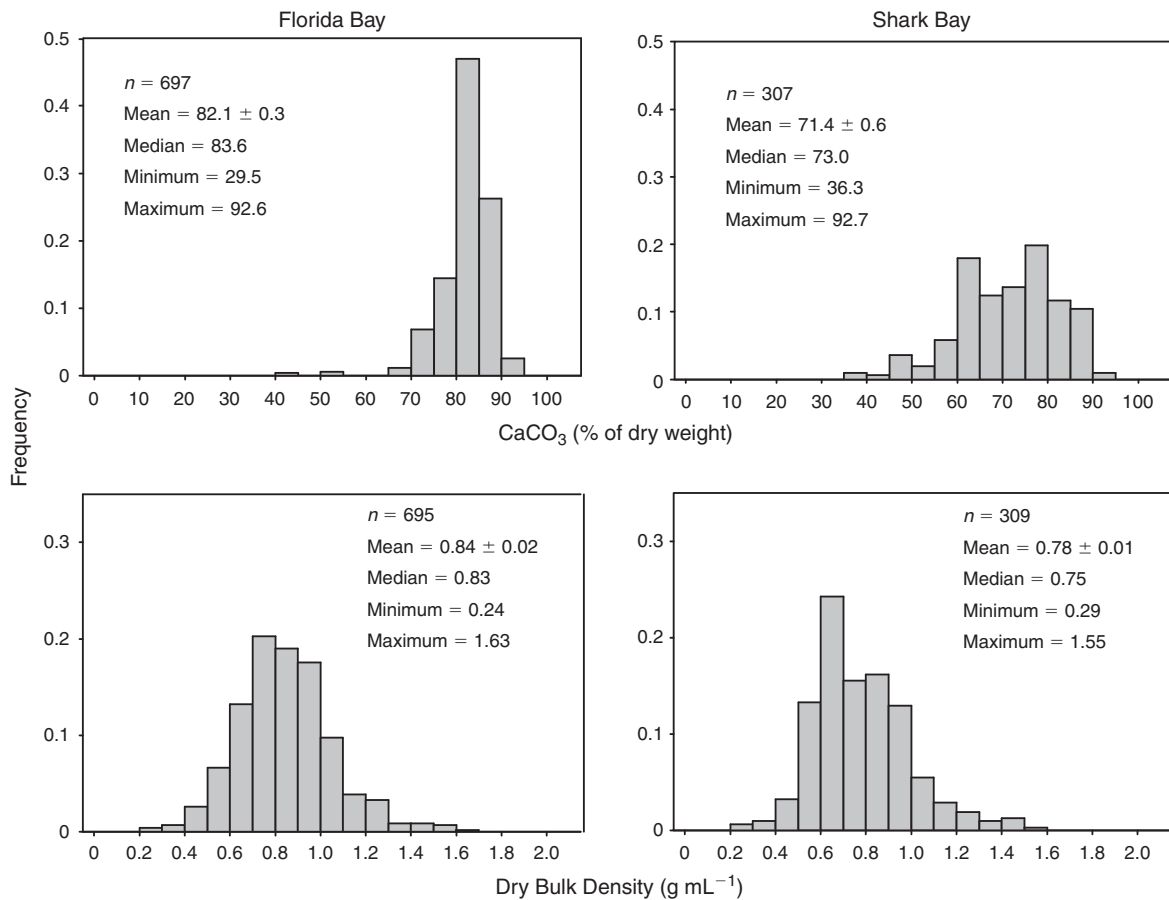 Florida Bay
0.5
0.4
0.3
0.2
0.1
0
n = 697
Mean = 82.1 ± 0.3
Median = 83.6
Minimum = 29.5
Maximum = 92.6
0 10 20 30 40 50 60 70 80 90 100
Shark Bay
0.5
0.4
0.3
0.2
0.1
0
n = 307
Mean = 71.4 ± 0.6
Median = 73.0
Minimum = 36.3
Maximum = 92.7
0 10 20 30 40 50 60 70 80 90 100
CaCO₃ (% of dry weight)
Frequency
0.3
0.2
0.1
0
n = 695
Mean = 0.84 ± 0.02
Median = 0.83
Minimum = 0.24
Maximum = 1.63
0 0.2 0.4 0.6 0.8 1.0 1.2 1.4 1.6 2.0
0.3
0.2
0.1
0
n = 309
Mean = 0.78 ± 0.01
Median = 0.75
Minimum = 0.29
Maximum = 1.55
0 0.2 0.4 0.6 0.8 1.0 1.2 1.4 1.6 2.0
Dry Bulk Density (g mL⁻¹)